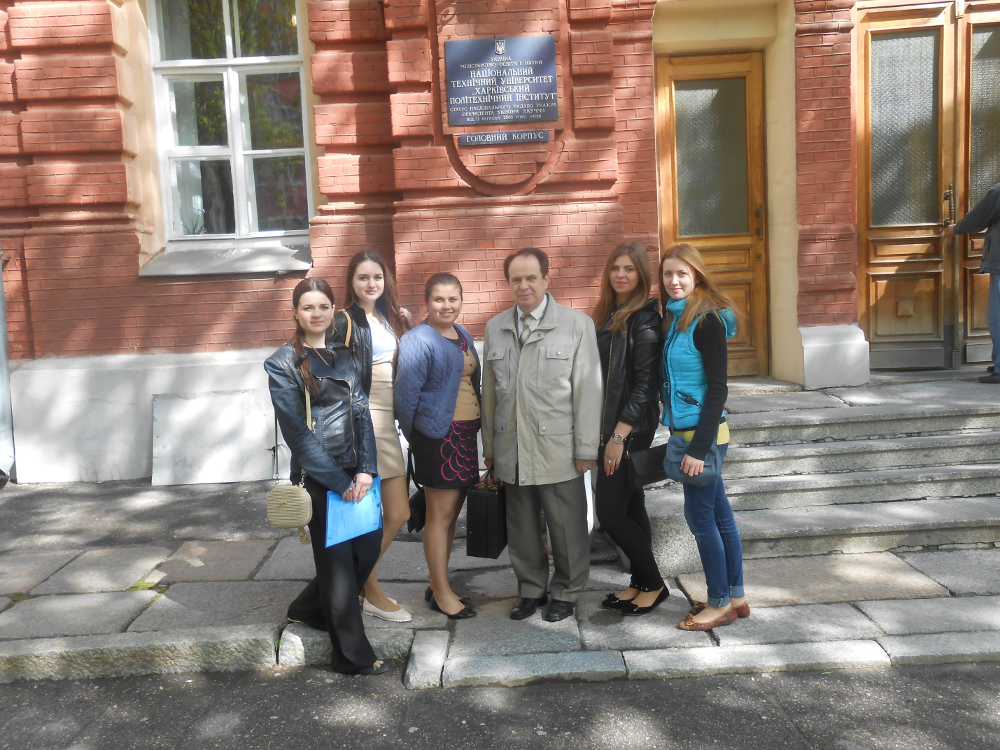 УКРАЇНА
МІНІСТЕРСТВО ОСВІТИ І НАУКИ
НАЦІОНАЛЬНИЙ
ТЕХНІЧНИЙ УНІВЕРСИТЕТ
„ХАРКІВСЬКИЙ
ПОЛІТЕХНІЧНИЙ ІНСТИТУТ"
СТАТУС НАЦІОНАЛЬНОГО НАДАНО УКАЗОМ
ПРЕЗИДЕНТА УКРАЇНИ Л.КУЧМИ
ВІД 11 ВЕРЕСНЯ 2000 РОКУ №1059
ГОЛОВНИЙ КОРПУС